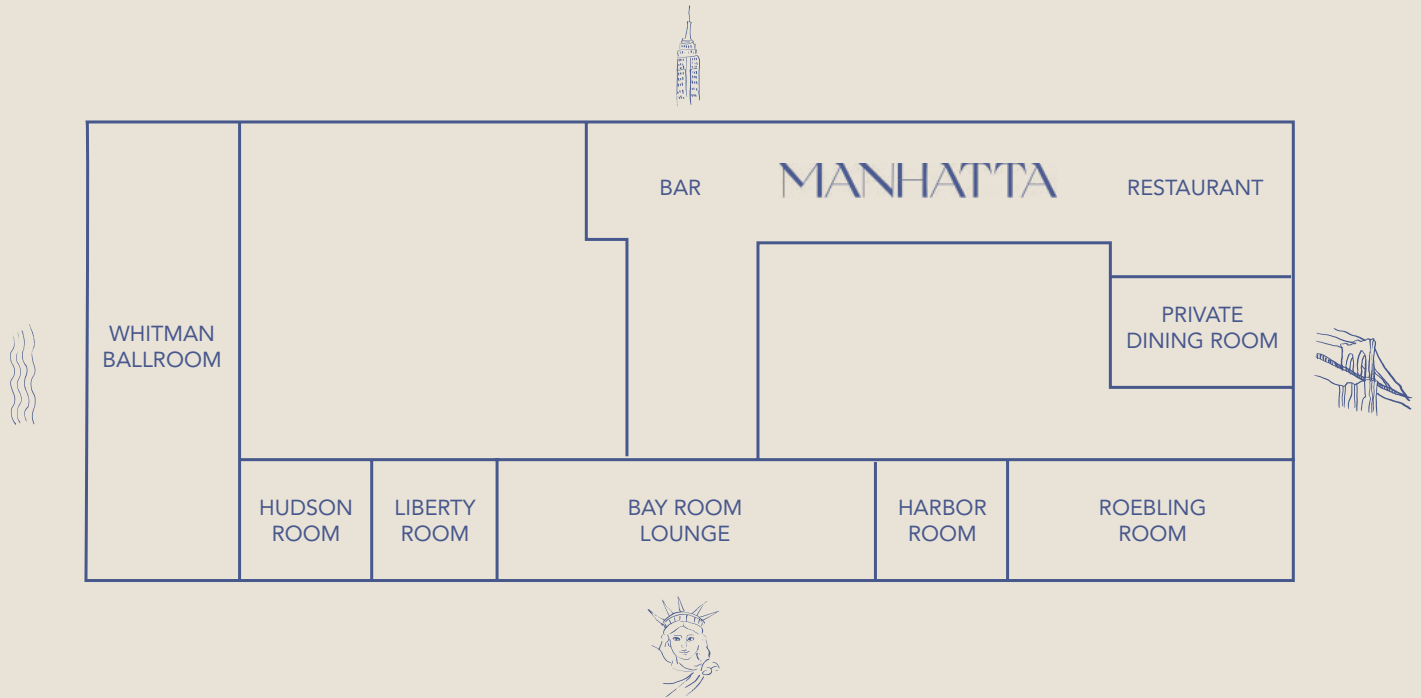 BAR
MANHATTA
RESTAURANT
WHITMAN
BALLROOM
PRIVATE
DINING ROOM
HUDSON
ROOM
LIBERTY
ROOM
BAY ROOM
LOUNGE
HARBOR
ROOM
ROEBLING
ROOM